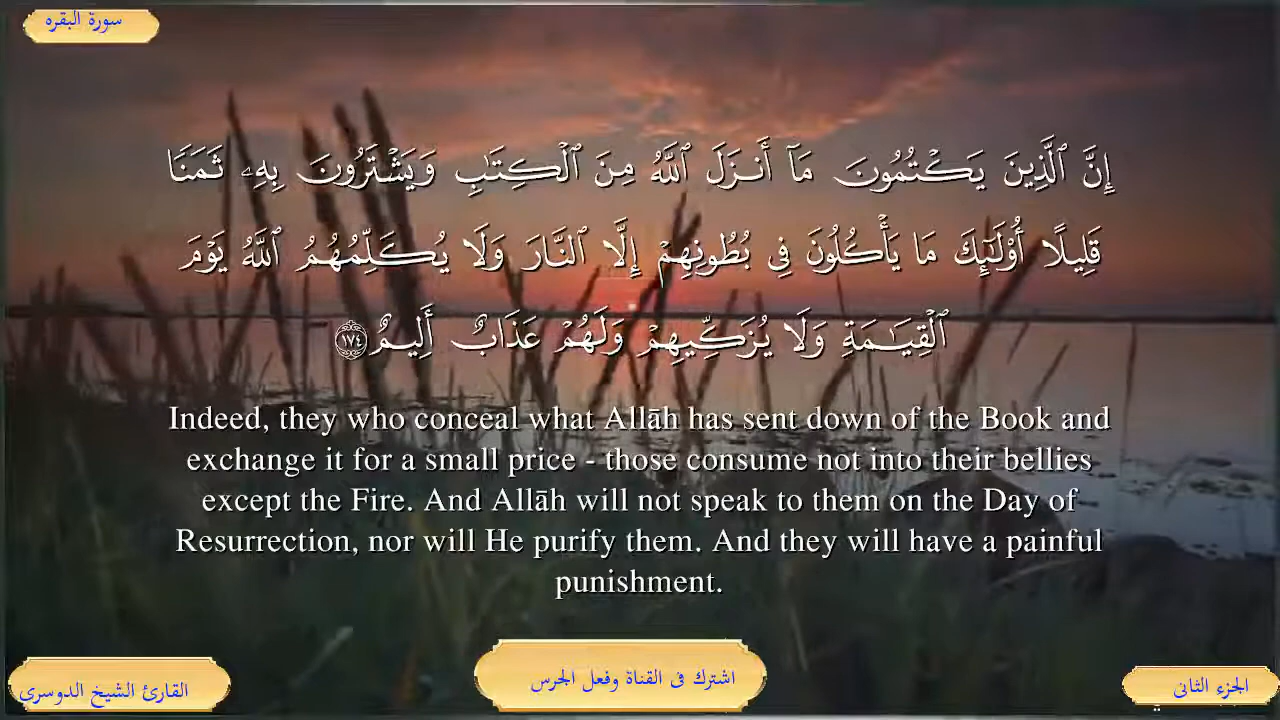 سورة البقره
إِنَّ ٱلَّذِينَ يَكْتُمُونَ مَآ أَنزَلَ ٱللَّهُ مِنَ ٱلْكِتَٰبِ وَيَشْتَرُونَ بِهِۦ ثَمَنًا
قَلِيلًا أُو۟لَٰٓئِكَ مَا يَأْكُلُونَ فِى بُطُونِهِمْ إِلَّا ٱلنَّارَ وَلَا يُكَلِّمُهُمُ ٱللَّهُ يَوْمَ
ٱلْقِيَٰمَةِ وَلَا يُزَكِّيهِمْ وَلَهُمْ عَذَابٌ أَلِيمٌ ١٧٤
Indeed, they who conceal what Allāh has sent down of the Book and
exchange it for a small price - those consume not into their bellies
except the Fire. And Allāh will not speak to them on the Day of
Resurrection, nor will He purify them. And they will have a painful
punishment.
الجزء الثانى
اشترك فى القناة وفعل الجرس
القارئ الشيخ الدوسرى